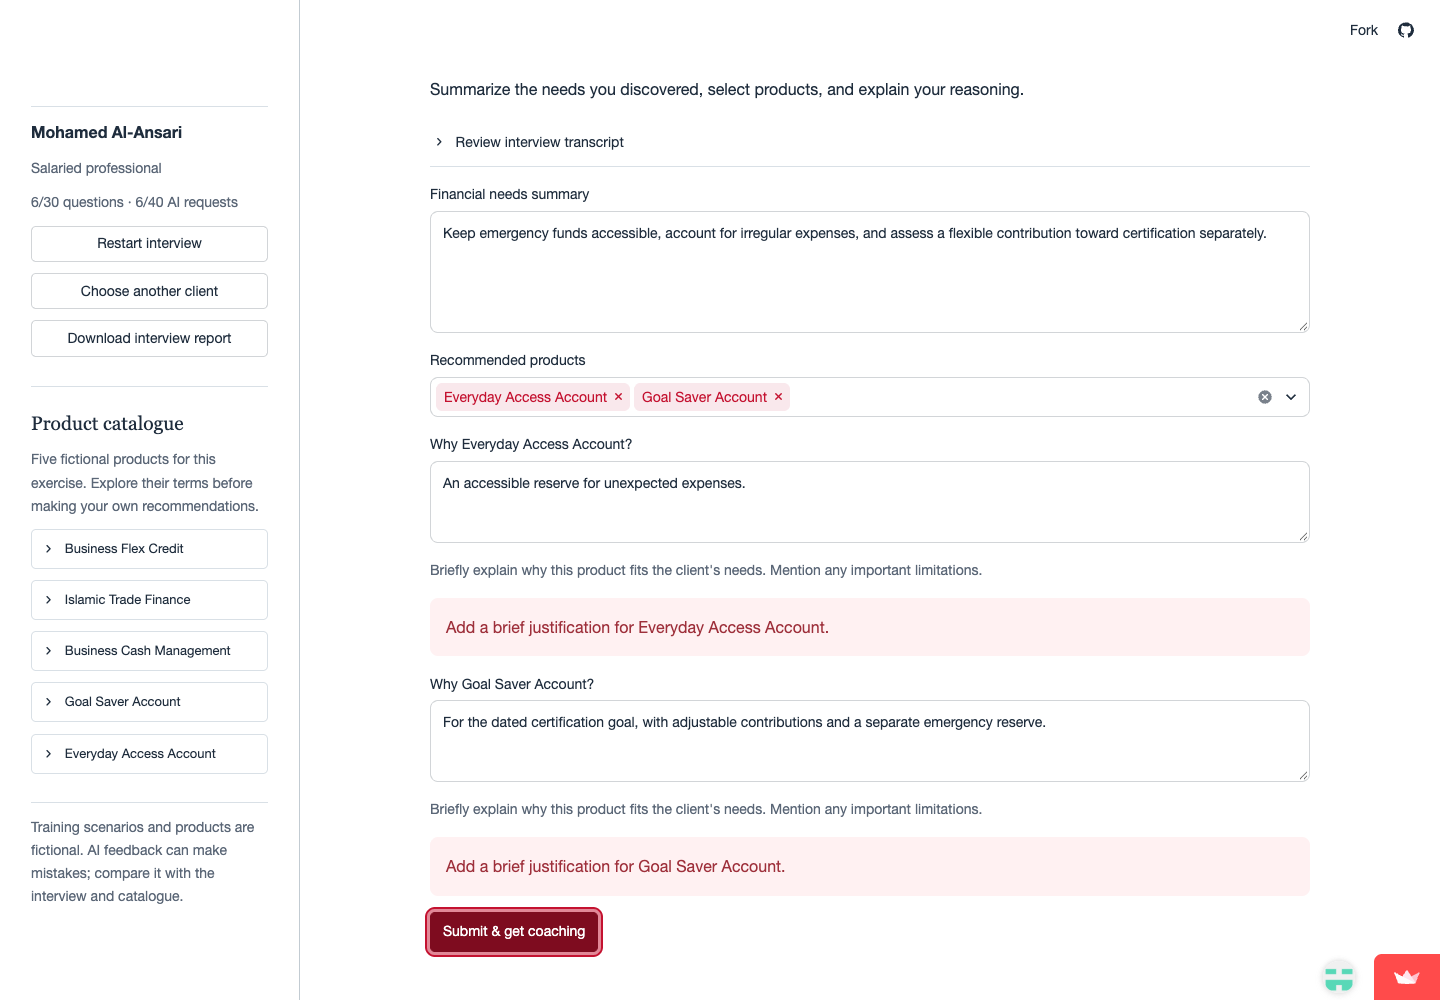 Fork
Mohamed Al-Ansari
Salaried professional
6/30 questions · 6/40 AI requests
Restart interview
Choose another client
Download interview report
Product catalogue
Five fictional products for this
exercise. Explore their terms before
making your own recommendations.
Business Flex Credit
Islamic Trade Finance
Business Cash Management
Goal Saver Account
Everyday Access Account
Training scenarios and products are
fictional. AI feedback can make
mistakes; compare it with the
interview and catalogue.
Summarize the needs you discovered, select products, and explain your reasoning.
Review interview transcript
Financial needs summary
Keep emergency funds accessible, account for irregular expenses, and assess a flexible contribution toward certification separately.
Recommended products
Everyday Access Account Goal Saver Account
Why Everyday Access Account?
An accessible reserve for unexpected expenses.
Briefly explain why this product fits the client's needs. Mention any important limitations.
Add a brief justification for Everyday Access Account.
Why Goal Saver Account?
For the dated certification goal, with adjustable contributions and a separate emergency reserve.
Briefly explain why this product fits the client's needs. Mention any important limitations.
Add a brief justification for Goal Saver Account.
Submit & get coaching